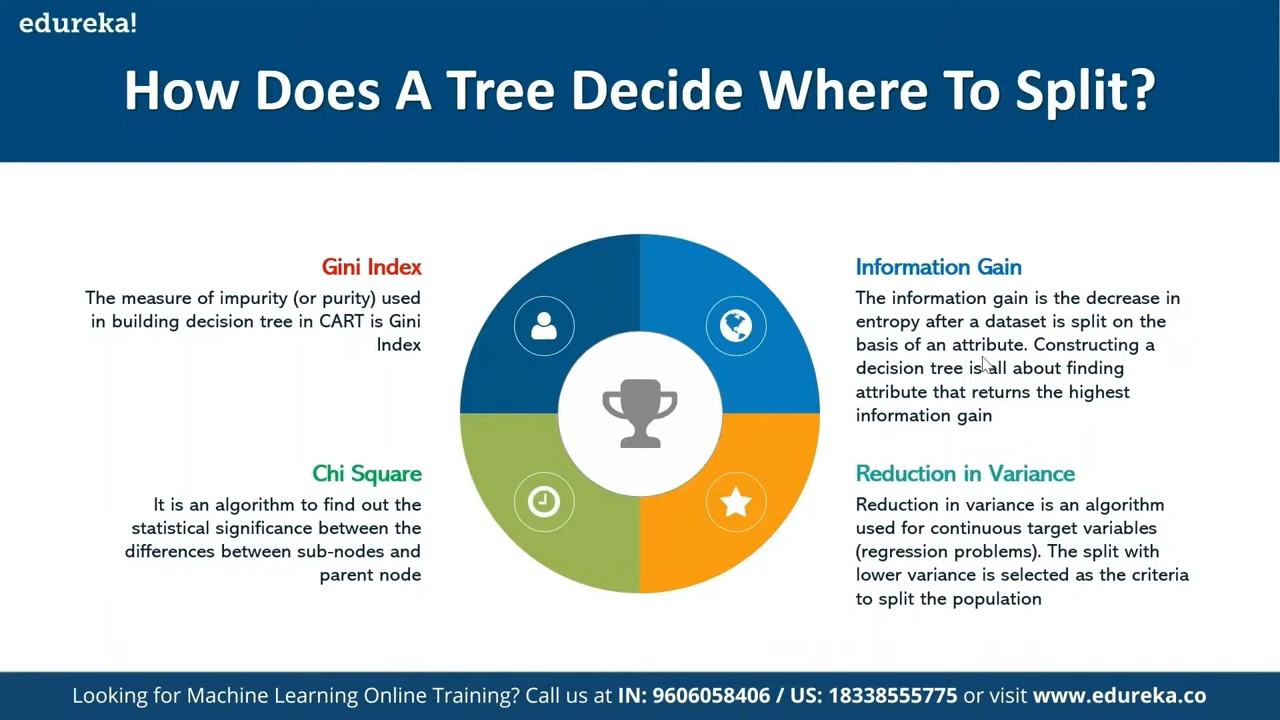 edureka!
How Does A Tree Decide Where To Split?
Gini Index
The measure of impurity (or purity) used
in building decision tree in CART is Gini
Index
Information Gain
The information gain is the decrease in
entropy after a dataset is split on the
basis of an attribute. Constructing a
decision tree is all about finding
attribute that returns the highest
information gain
Chi Square
It is an algorithm to find out the
statistical significance between the
differences between sub-nodes and
parent node
Reduction in Variance
Reduction in variance is an algorithm
used for continuous target variables
(regression problems). The split with
lower variance is selected as the criteria
to split the population
Looking for Machine Learning Online Training? Call us at IN: 9606058406 / US: 18338555775 or visit www.edureka.co